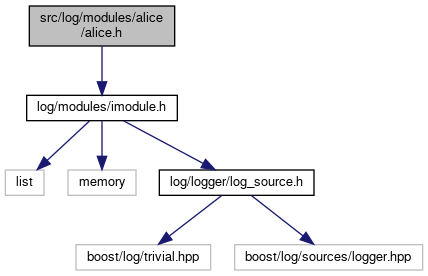 src/log/modules/alice
/alice.h
log/modules/imodule.h
list
memory
log/logger/log_source.h
boost/log/trivial.hpp
boost/log/sources/logger.hpp